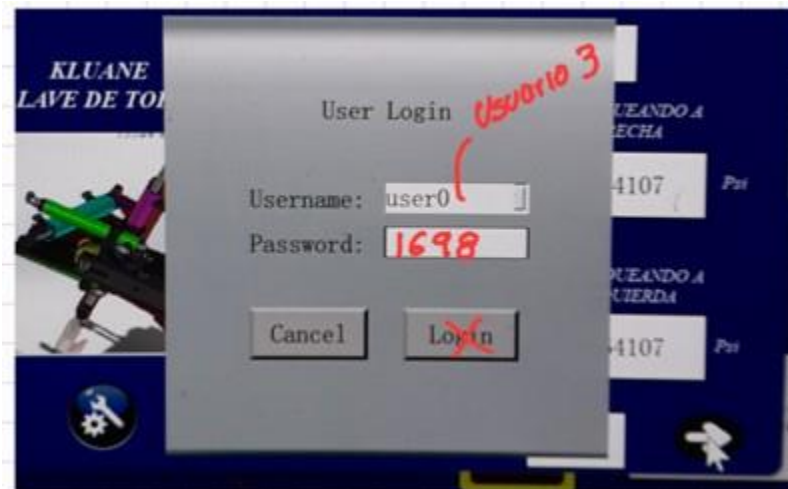 KLUANE
LAVE DE TO
User Login
Usuario 3
UEANDO A
ECHA
4107
Psi
Username: user0
Password: 1698
UEANDO A
UIERDA
4107
Psi
Cancel
Login